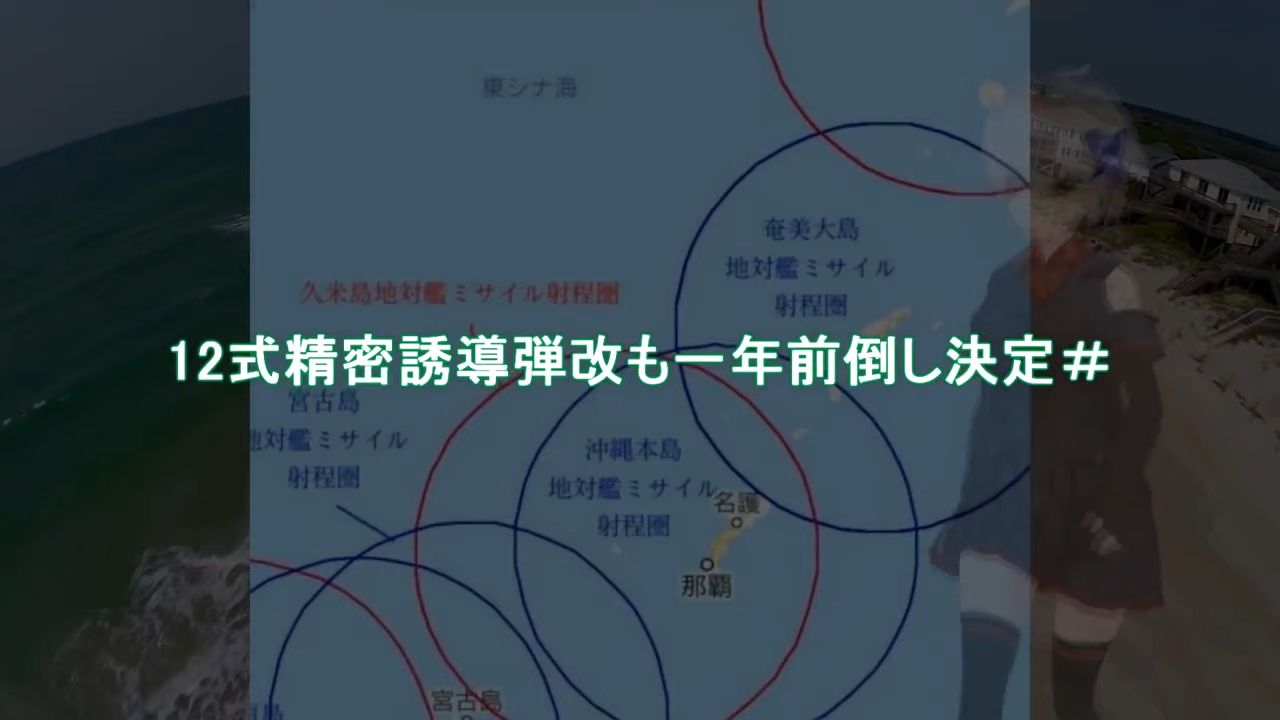 東シナ海
奄美大島
地対艦ミサイル
射程圏
久米島地対艦ミサイル射程圏
12式精密誘導弾改も一年前倒し決定＃
宮古島
地対艦ミサイル
射程圏
沖縄本島
地対艦ミサイル
射程圏
名護
那覇
宮古島
島